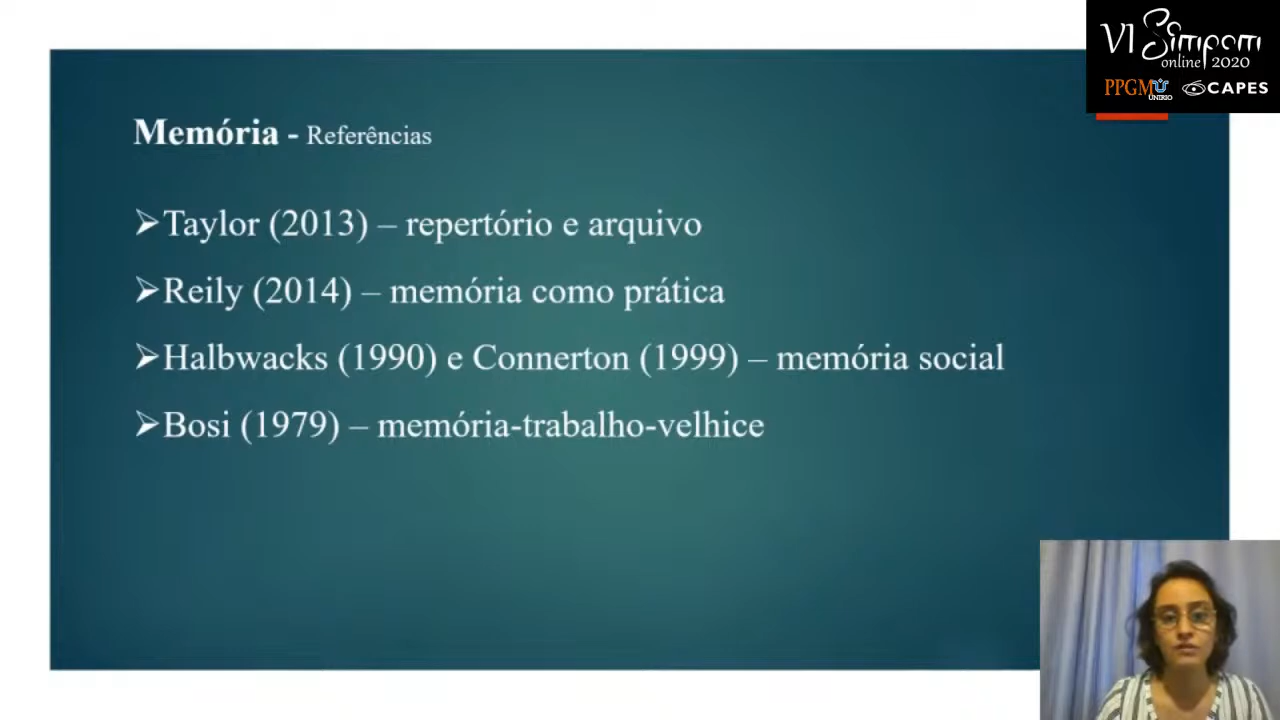 VI Simpom
online 2020
PPGM UNIRIO CAPES
Memória - Referências
➢Taylor (2013) – repertório e arquivo
➢Reily (2014) – memória como prática
➢Halbwacks (1990) e Connerton (1999) – memória social
➢Bosi (1979) – memória-trabalho-velhice